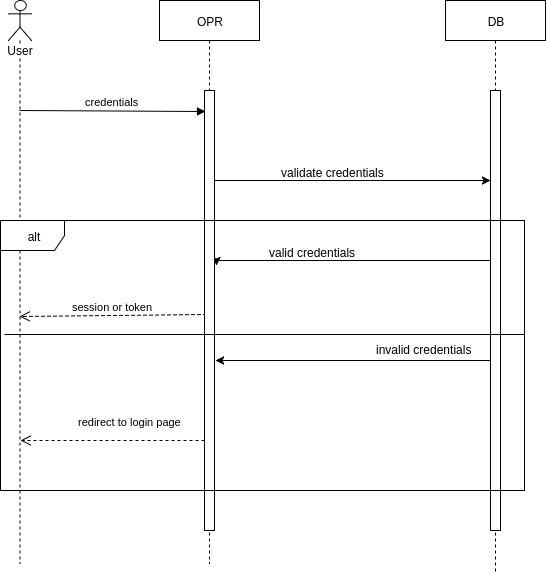 OPR
DB
User
credentials
validate credentials
alt
valid credentials
session or token
invalid credentials
redirect to login page